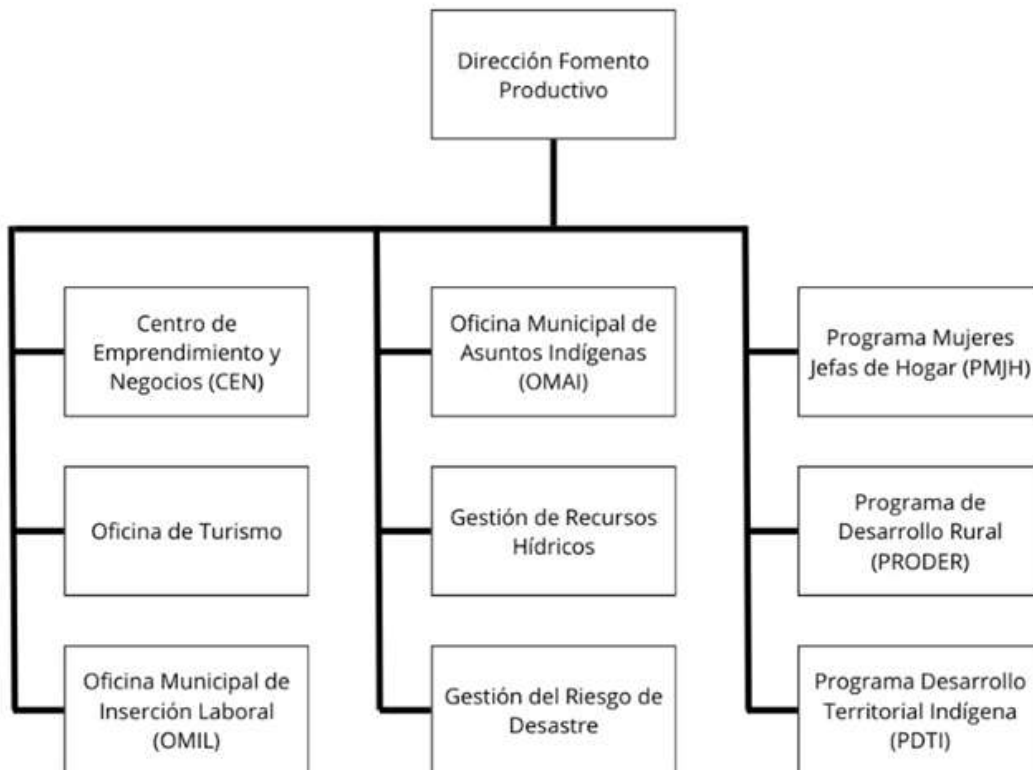 Dirección Fomento
Productivo
Centro de
Emprendimiento y
Negocios (CEN)
Oficina Municipal de
Asuntos Indígenas
(OMAI)
Programa Mujeres
Jefas de Hogar (PMJH)
Oficina de Turismo
Gestión de Recursos
Hídricos
Programa de
Desarrollo Rural
(PRODER)
Oficina Municipal de
Inserción Laboral
(OMIL)
Gestión del Riesgo de
Desastre
Programa Desarrollo
Territorial Indígena
(PDTI)